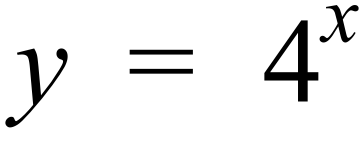 y = 4^x